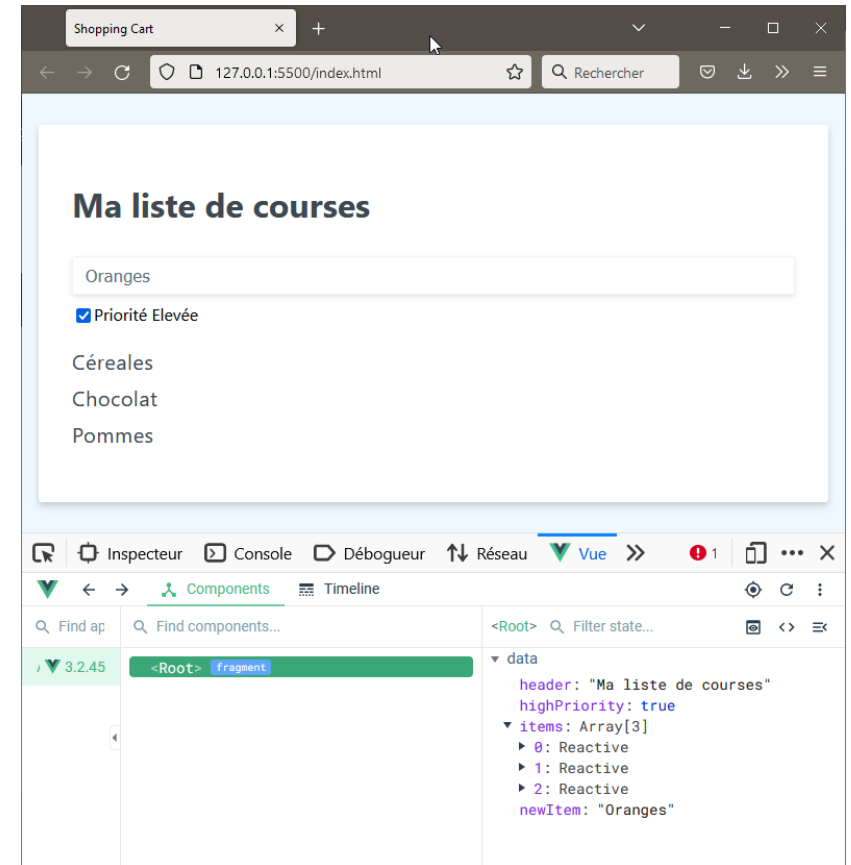 Shopping Cart
127.0.0.1:5500/index.html
Rechercher
Ma liste de courses
Oranges
Priorité Elevée
Céreales
Chocolat
Pommes
Inspecteur Console Débogueur Réseau Vue 1
Components Timeline
Find ap Find components... <Root> Filter state...
3.2.45 <Root> fragment
data
header: "Ma liste de courses"
highPriority: true
items: Array[3]
0: Reactive
1: Reactive
2: Reactive
newItem: "Oranges"